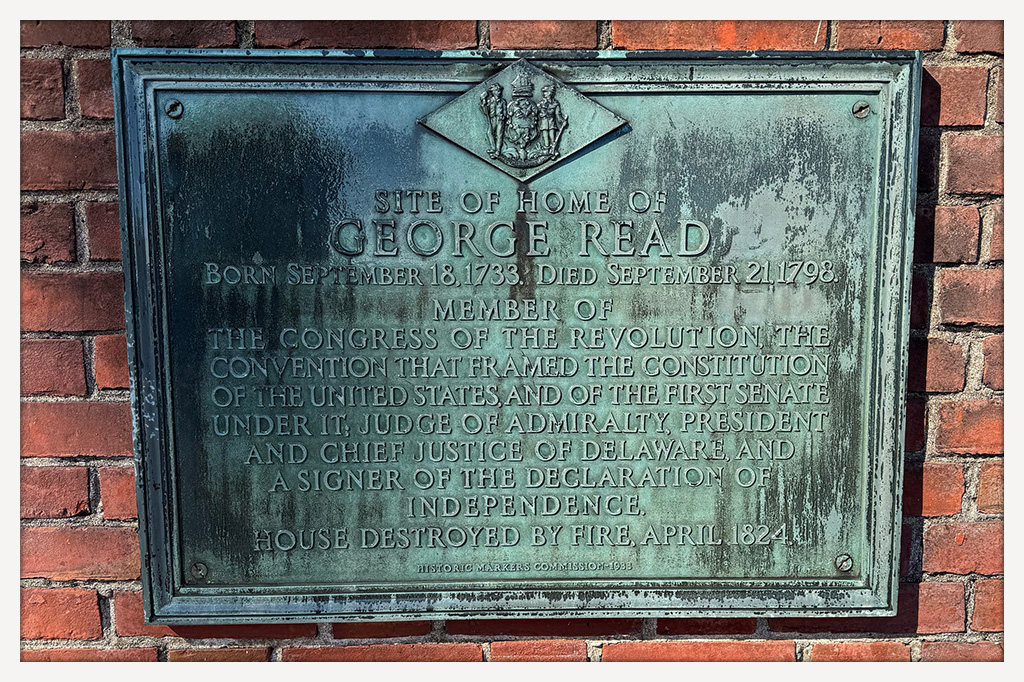 SITE OF HOME OF
GEORGE READ
BORN SEPTEMBER 18, 1733. DIED SEPTEMBER 21, 1798.
MEMBER OF
THE CONGRESS OF THE REVOLUTION, THE
CONVENTION THAT FRAMED THE CONSTITUTION
OF THE UNITED STATES, AND OF THE FIRST SENATE
UNDER IT, JUDGE OF ADMIRALTY, PRESIDENT
AND CHIEF JUSTICE OF DELAWARE, AND
A SIGNER OF THE DECLARATION OF
INDEPENDENCE.
HOUSE DESTROYED BY FIRE, APRIL 1824.
HISTORIC MARKERS COMMISSION-1933